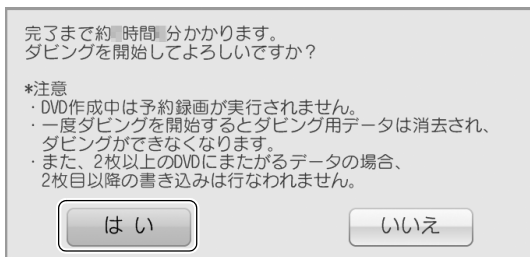 完了まで約 時間 分かかります。
ダビングを開始してよろしいですか？
*注意
・DVD作成中は予約録画が実行されません。
・一度ダビングを開始するとダビング用データは消去され、
ダビングができなくなります。
・また、2枚以上のDVDにまたがるデータの場合、
2枚目以降の書き込みは行なわれません。
はい
いいえ